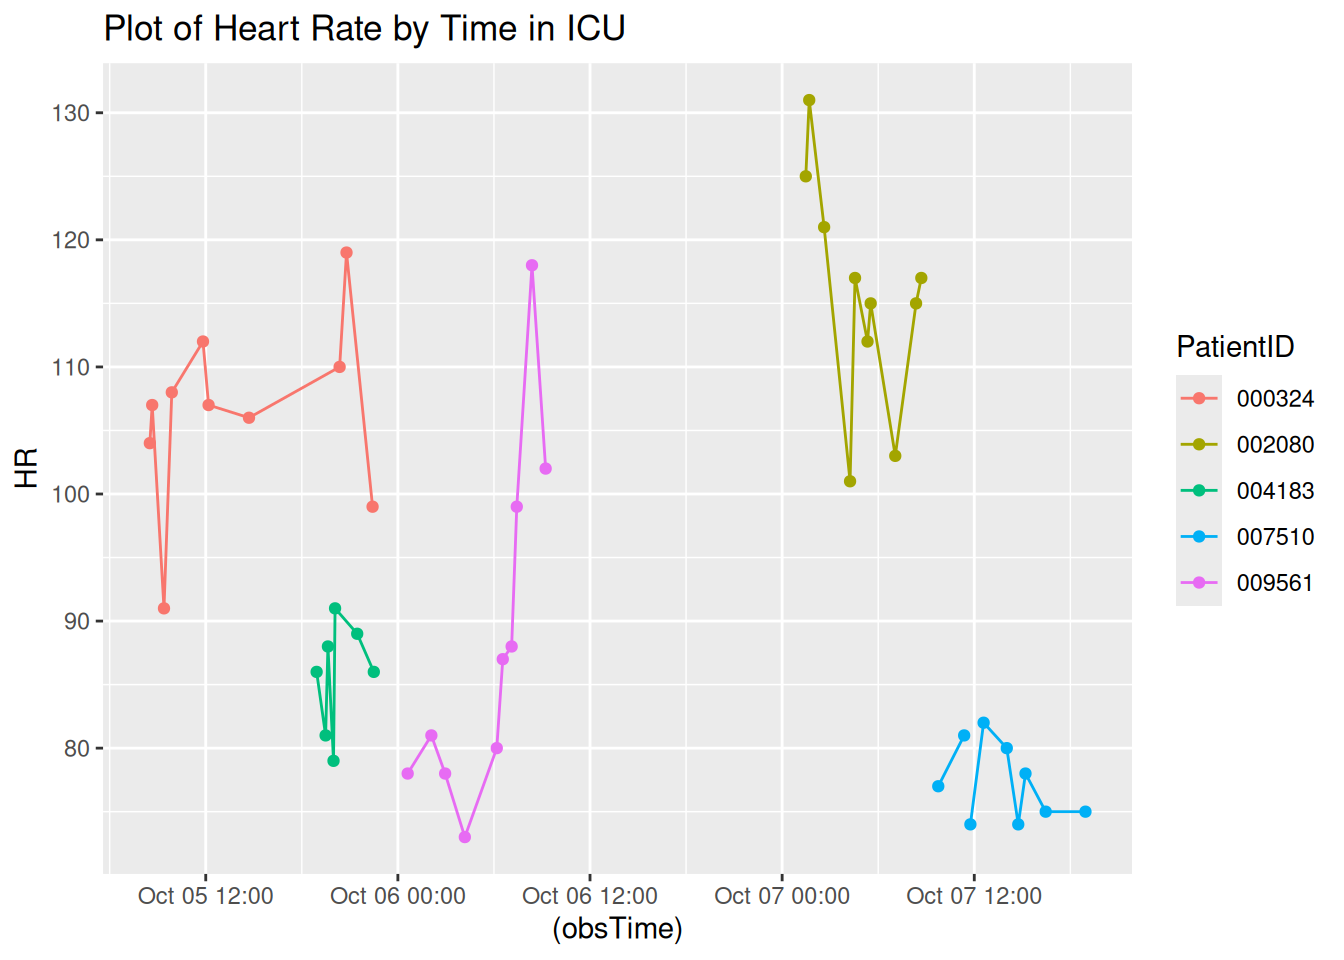 Plot of Heart Rate by Time in ICU
130
120
110
100
90
80
HR
Oct 05 12:00 Oct 06 00:00 Oct 06 12:00 Oct 07 00:00 Oct 07 12:00
(obsTime)
PatientID
000324
002080
004183
007510
009561